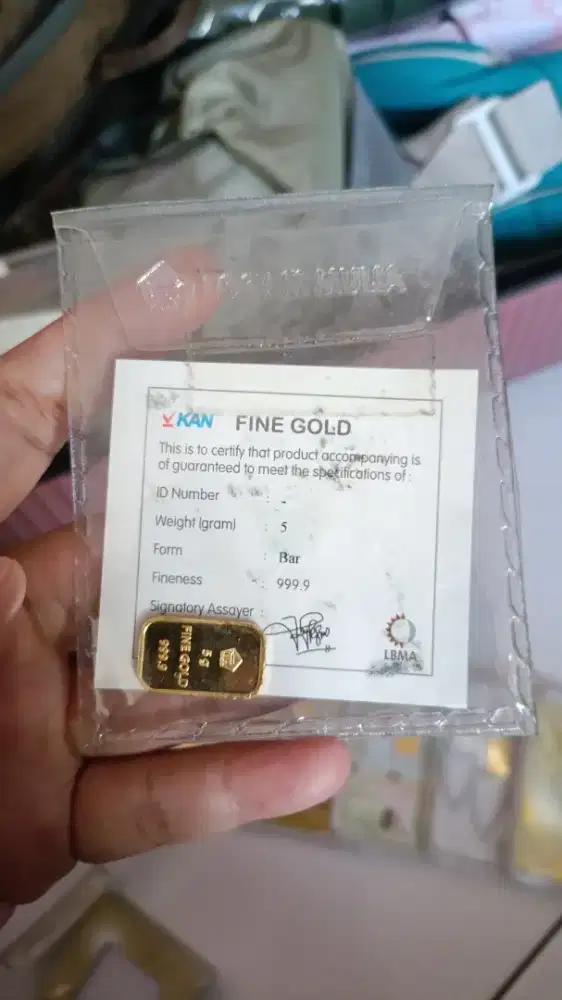 KAN FINE GOLD
This is to certify that product accompanying is
of guaranteed to meet the specifications of :
ID Number : -
Weight (gram) : 5
Form : Bar
Fineness : 999.9
Signatory Assayer :
LBMA
5g
FINE GOLD
999.9